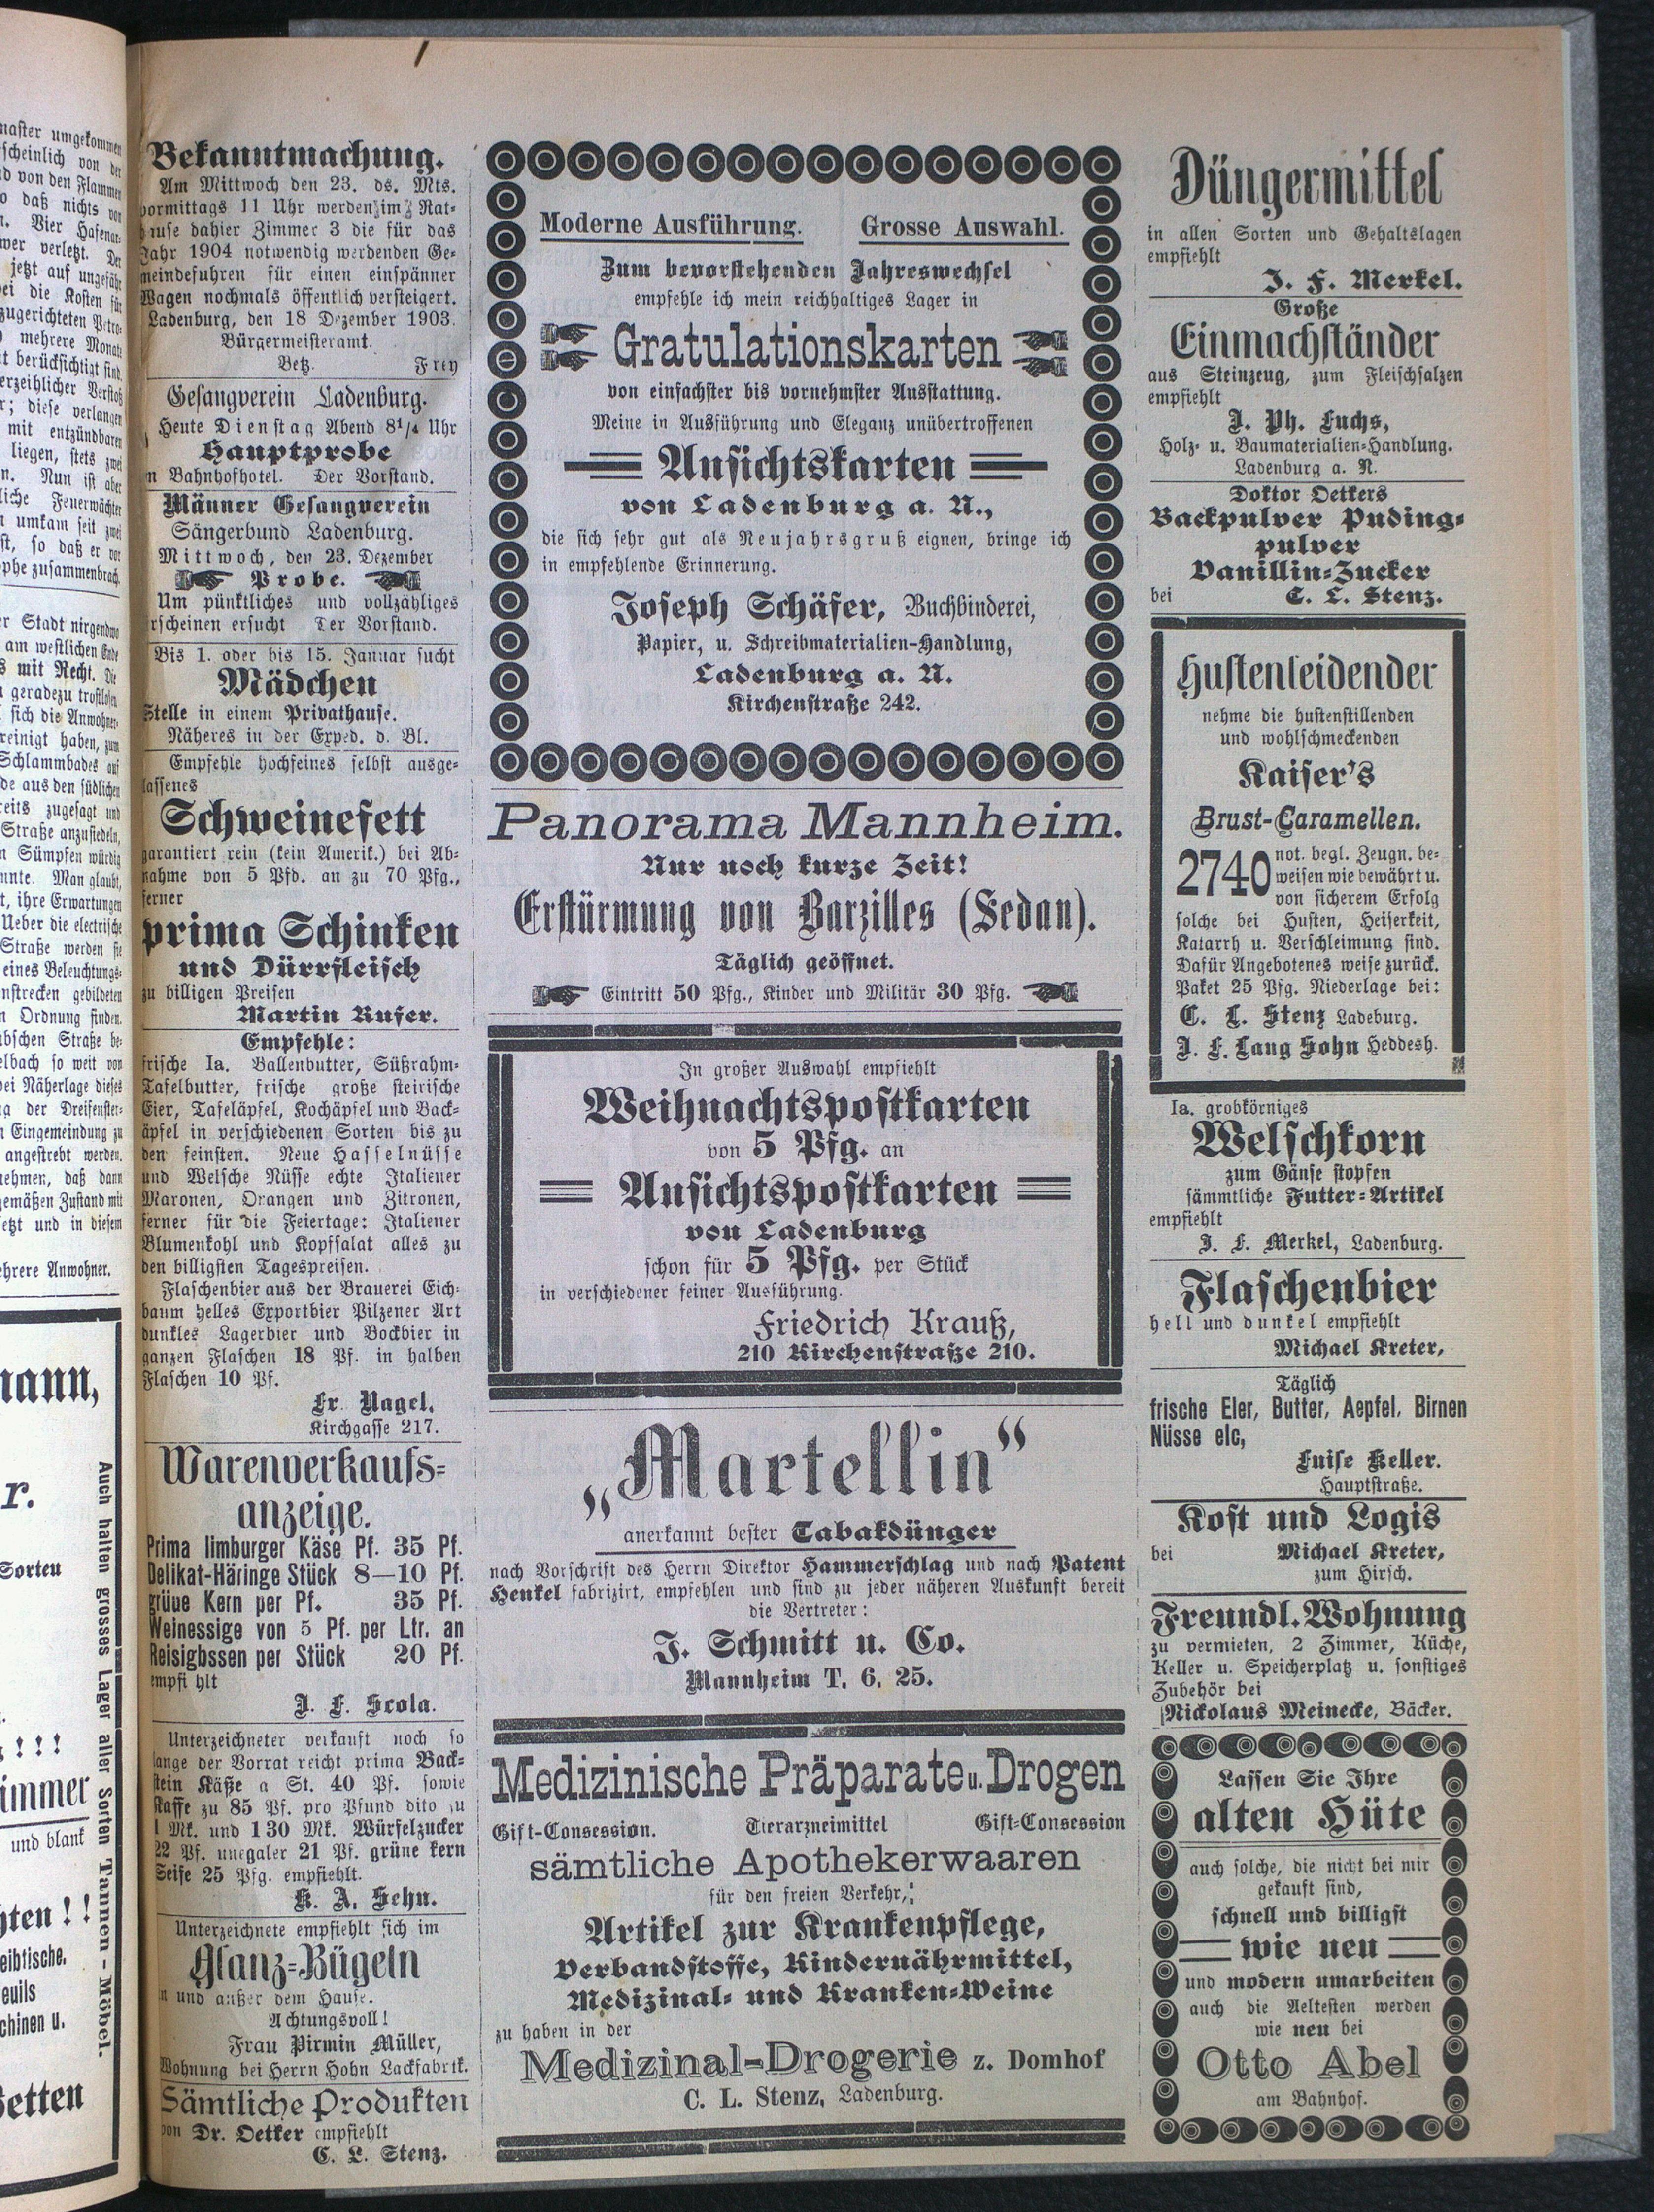 Bekanntmachung.
Am Mittwoch den 23. ds. Mts.
vormittags 11 Uhr werden im Rat-
hause dahier Zimmer 3 die für das
Jahr 1904 notwendig werdenden Ge-
meindefuhren für einen einspänner
Wagen nochmals öffentlich versteigert.
Ladenburg, den 18 Dezember 1903.
Bürgermeisteramt.
Betz. Frey
Gesangverein Ladenburg.
Heute Dienstag Abend 8¼ Uhr
Hauptprobe
m Bahnhofhotel. Der Vorstand.
Männer Gesangverein
Sängerbund Ladenburg.
Mittwoch, den 23. Dezember
Probe.
Um pünktliches und vollzähliges
rscheinen ersucht Der Vorstand.
Bis 1. oder bis 15. Januar sucht
Mädchen
Stelle in einem Privathause.
Näheres in der Exped. d. Bl.
Empfehle hochfeines selbst ausge-
lassenes
Schweinefett
garantiert rein (kein Amerik.) bei Ab-
nahme von 5 Pfd. an zu 70 Pfg.,
ferner
prima Schinken
und Dürrfleisch
zu billigen Preisen
Martin Rufer.
Empfehle:
frische Ia. Ballenbutter, Süßrahm-
Tafelbutter, frische große steirische
Eier, Tafeläpfel, Kochäpfel und Back-
äpfel in verschiedenen Sorten bis zu
den feinsten. Neue Hasselnüsse
und Welsche Nüsse echte Italiener
Maronen, Orangen und Zitronen,
ferner für die Feiertage: Italiener
Blumenkohl und Kopfsalat alles zu
den billigsten Tagespreisen.
Flaschenbier aus der Brauerei Eich-
baum helles Exportbier Pilzener Art
dunkles Lagerbier und Bockbier in
ganzen Flaschen 18 Pf. in halben
Flaschen 10 Pf.
Fr. Nagel,
Kirchgasse 217.
Warenverkaufs-
anzeige.
Prima limburger Käse Pf. 35 Pf.
Delikat-Häringe Stück 8—10 Pf.
grüue Kern per Pf. 35 Pf.
Weinessige von 5 Pf. per Ltr. an
Reisigbssen per Stück 20 Pf.
empfi hlt
J. F. Scola.
Unterzeichneter verkauft noch so
lange der Vorrat reicht prima Back-
stein Käße a St. 40 Pf. sowie
Kaffe zu 85 Pf. pro Pfund dito zu
1 Mk. und 130 Mk. Würfelzucker
22 Pf. unegaler 21 Pf. grüne kern
Seife 25 Pfg. empfiehlt.
K. A. Sehn.
Unterzeichnete empfiehlt sich im
Glanz-Bügeln
n und außer dem Hause.
Achtungsvoll!
Frau Pirmin Müller,
Wohnung bei Herrn Hohn Lackfabrik.
Sämtliche Produkten
von Dr. Oetker empfiehlt
C. L. Stenz.
Moderne Ausführung. Grosse Auswahl.
Zum bevorstehenden Jahreswechsel
empfehle ich mein reichhaltiges Lager in
Gratulationskarten
von einfachster bis vornehmster Ausstattung.
Meine in Ausführung und Eleganz unübertroffenen
Ansichtskarten
von Ladenburg a. N.,
die sich sehr gut als Neujahrsgruß eignen, bringe ich
in empfehlende Erinnerung.
Joseph Schäfer, Buchbinderei,
Papier, u. Schreibmaterialien-Handlung,
Ladenburg a. N.
Kirchenstraße 242.
Panorama Mannheim.
Nur noch kurze Zeit!
Erstürmung von Barzilles (Sedan).
Täglich geöffnet.
Eintritt 50 Pfg., Kinder und Militär 30 Pfg.
In großer Auswahl empfiehlt
Weihnachtspostkarten
von 5 Pfg. an
Ansichtspostkarten
von Ladenburg
schon für 5 Pfg. per Stück
in verschiedener feiner Ausführung.
Friedrich Krauß,
210 Kirchenstraße 210.
„Martellin“
anerkannt bester Tabakdünger
nach Vorschrift des Herrn Direktor Hammerschlag und nach Patent
Henkel fabrizirt, empfehlen und sind zu jeder näheren Auskunft bereit
die Vertreter:
J. Schmitt u. Co.
Mannheim T. 6, 25.
Medizinische Präparate u. Drogen
Gift-Consession. Tierarzneimittel Gift-Consession
sämtliche Apothekerwaaren
für den freien Verkehr,
Artikel zur Krankenpflege,
Verbandstoffe, Kindernährmittel,
Medizinal- und Kranken-Weine
zu haben in der
Medizinal-Drogerie z. Domhof
C. L. Stenz, Ladenburg.
Düngermittel
in allen Sorten und Gehaltslagen
empfiehlt
J. F. Merkel.
Große
Einmachständer
aus Steinzeug, zum Fleischsalzen
empfiehlt
J. Ph. Fuchs,
Holz- u. Baumaterialien-Handlung.
Ladenburg a. N.
Doktor Oetkers
Backpulver Puding-
pulver
Vanillin-Zucker
bei C. L. Stenz.
Hustenleidender
nehme die hustenstillenden
und wohlschmeckenden
Kaiser's
Brust-Caramellen.
2740 not. begl. Zeugn. be-
weisen wie bewährt u.
von sicherem Erfolg
solche bei Husten, Heiserkeit,
Katarrh u. Verschleimung sind.
Dafür Angebotenes weise zurück.
Paket 25 Pfg. Niederlage bei:
C. L. Stenz Ladeburg.
J. F. Lang Sohn Heddesh.
Ia. grobkörniges
Welschkorn
zum Gänse stopfen
sämmtliche Futter-Artikel
empfiehlt
J. F. Merkel, Ladenburg.
Flaschenbier
hell und dunkel empfiehlt
Michael Kreter,
Täglich
frische Eler, Butter, Aepfel, Birnen
Nüsse elc,
Luise Keller.
Hauptstraße.
Kost und Logis
bei Michael Kreter,
zum Hirsch.
Freundl. Wohnung
zu vermieten, 2 Zimmer, Küche,
Keller u. Speicherplatz u. sonstiges
Zubehör bei
Nickolaus Meinecke, Bäcker.
Lassen Sie Ihre
alten Hüte
auch solche, die nicht bei mir
gekauft sind,
schnell und billigst
wie neu
und modern umarbeiten
auch die Aeltesten werden
wie neu bei
Otto Abel
am Bahnhof.